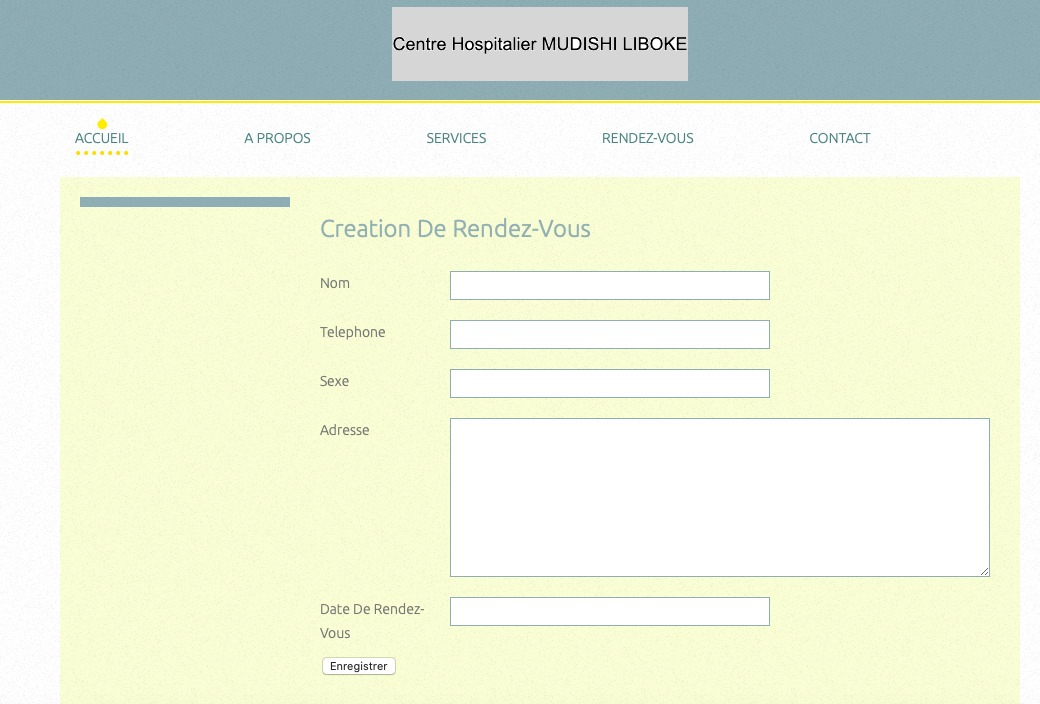 Centre Hospitalier MUDISHI LIBOKE
ACCUEIL
A PROPOS
SERVICES
RENDEZ-VOUS
CONTACT
Creation De Rendez-Vous
Nom
Telephone
Sexe
Adresse
Date De Rendez-
Vous
Enregistrer